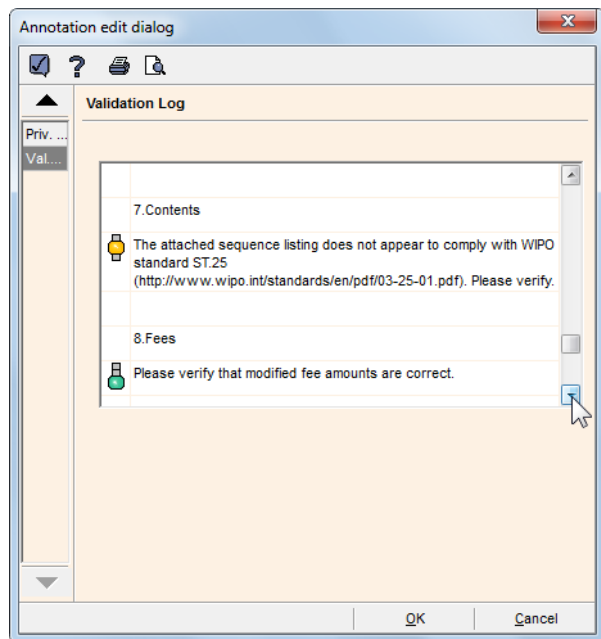 Annotation edit dialog
Validation Log
Priv. ...
Val....
7.Contents
The attached sequence listing does not appear to comply with WIPO
standard ST.25
(http://www.wipo.int/standards/en/pdf/03-25-01.pdf). Please verify.
8.Fees
Please verify that modified fee amounts are correct.
OK
Cancel